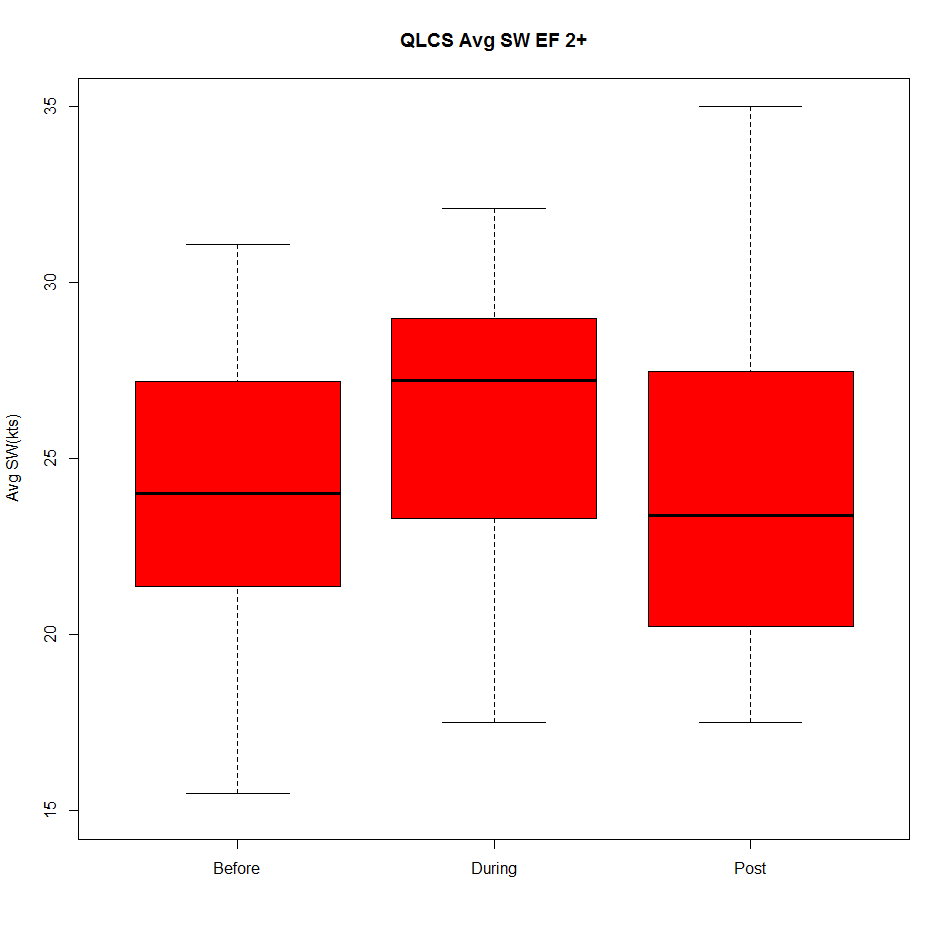 QLCS Avg SW EF 2+
35
30
25
20
15
Avg SW(kts)
Before
During
Post